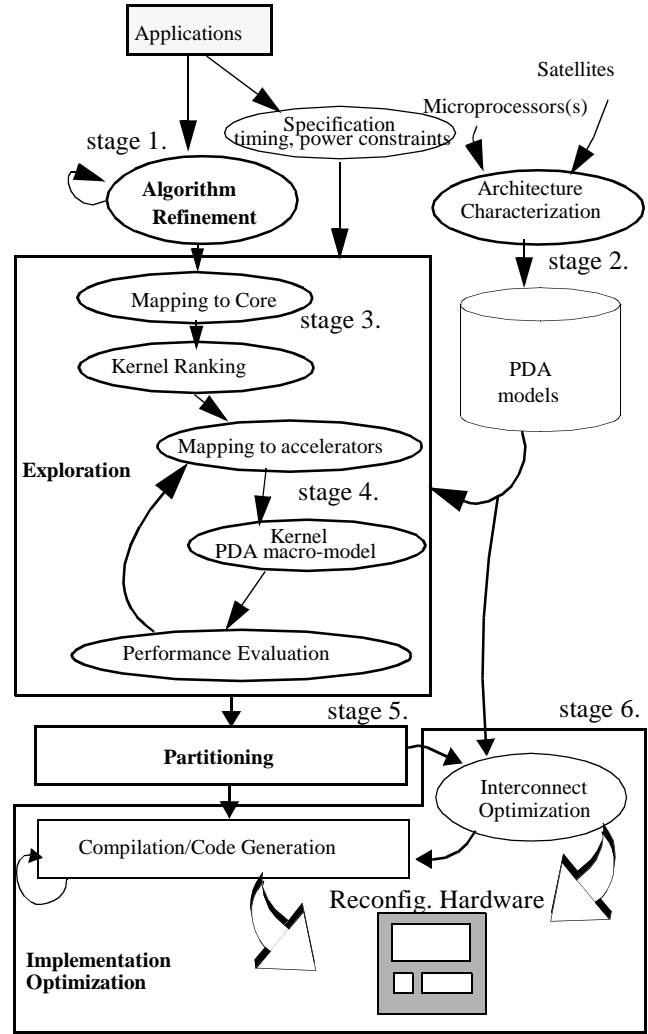 Applications
Satellites
Microprocessors(s)
Specification
timing, power constraints
stage 1.
Algorithm
Refinement
Architecture
Characterization
stage 2.
Mapping to Core
stage 3.
Kernel Ranking
PDA
models
Mapping to accelerators
Exploration
stage 4.
Kernel
PDA macro-model
Performance Evaluation
stage 5.
stage 6.
Partitioning
Interconnect
Optimization
Compilation/Code Generation
Reconfig. Hardware
Implementation
Optimization